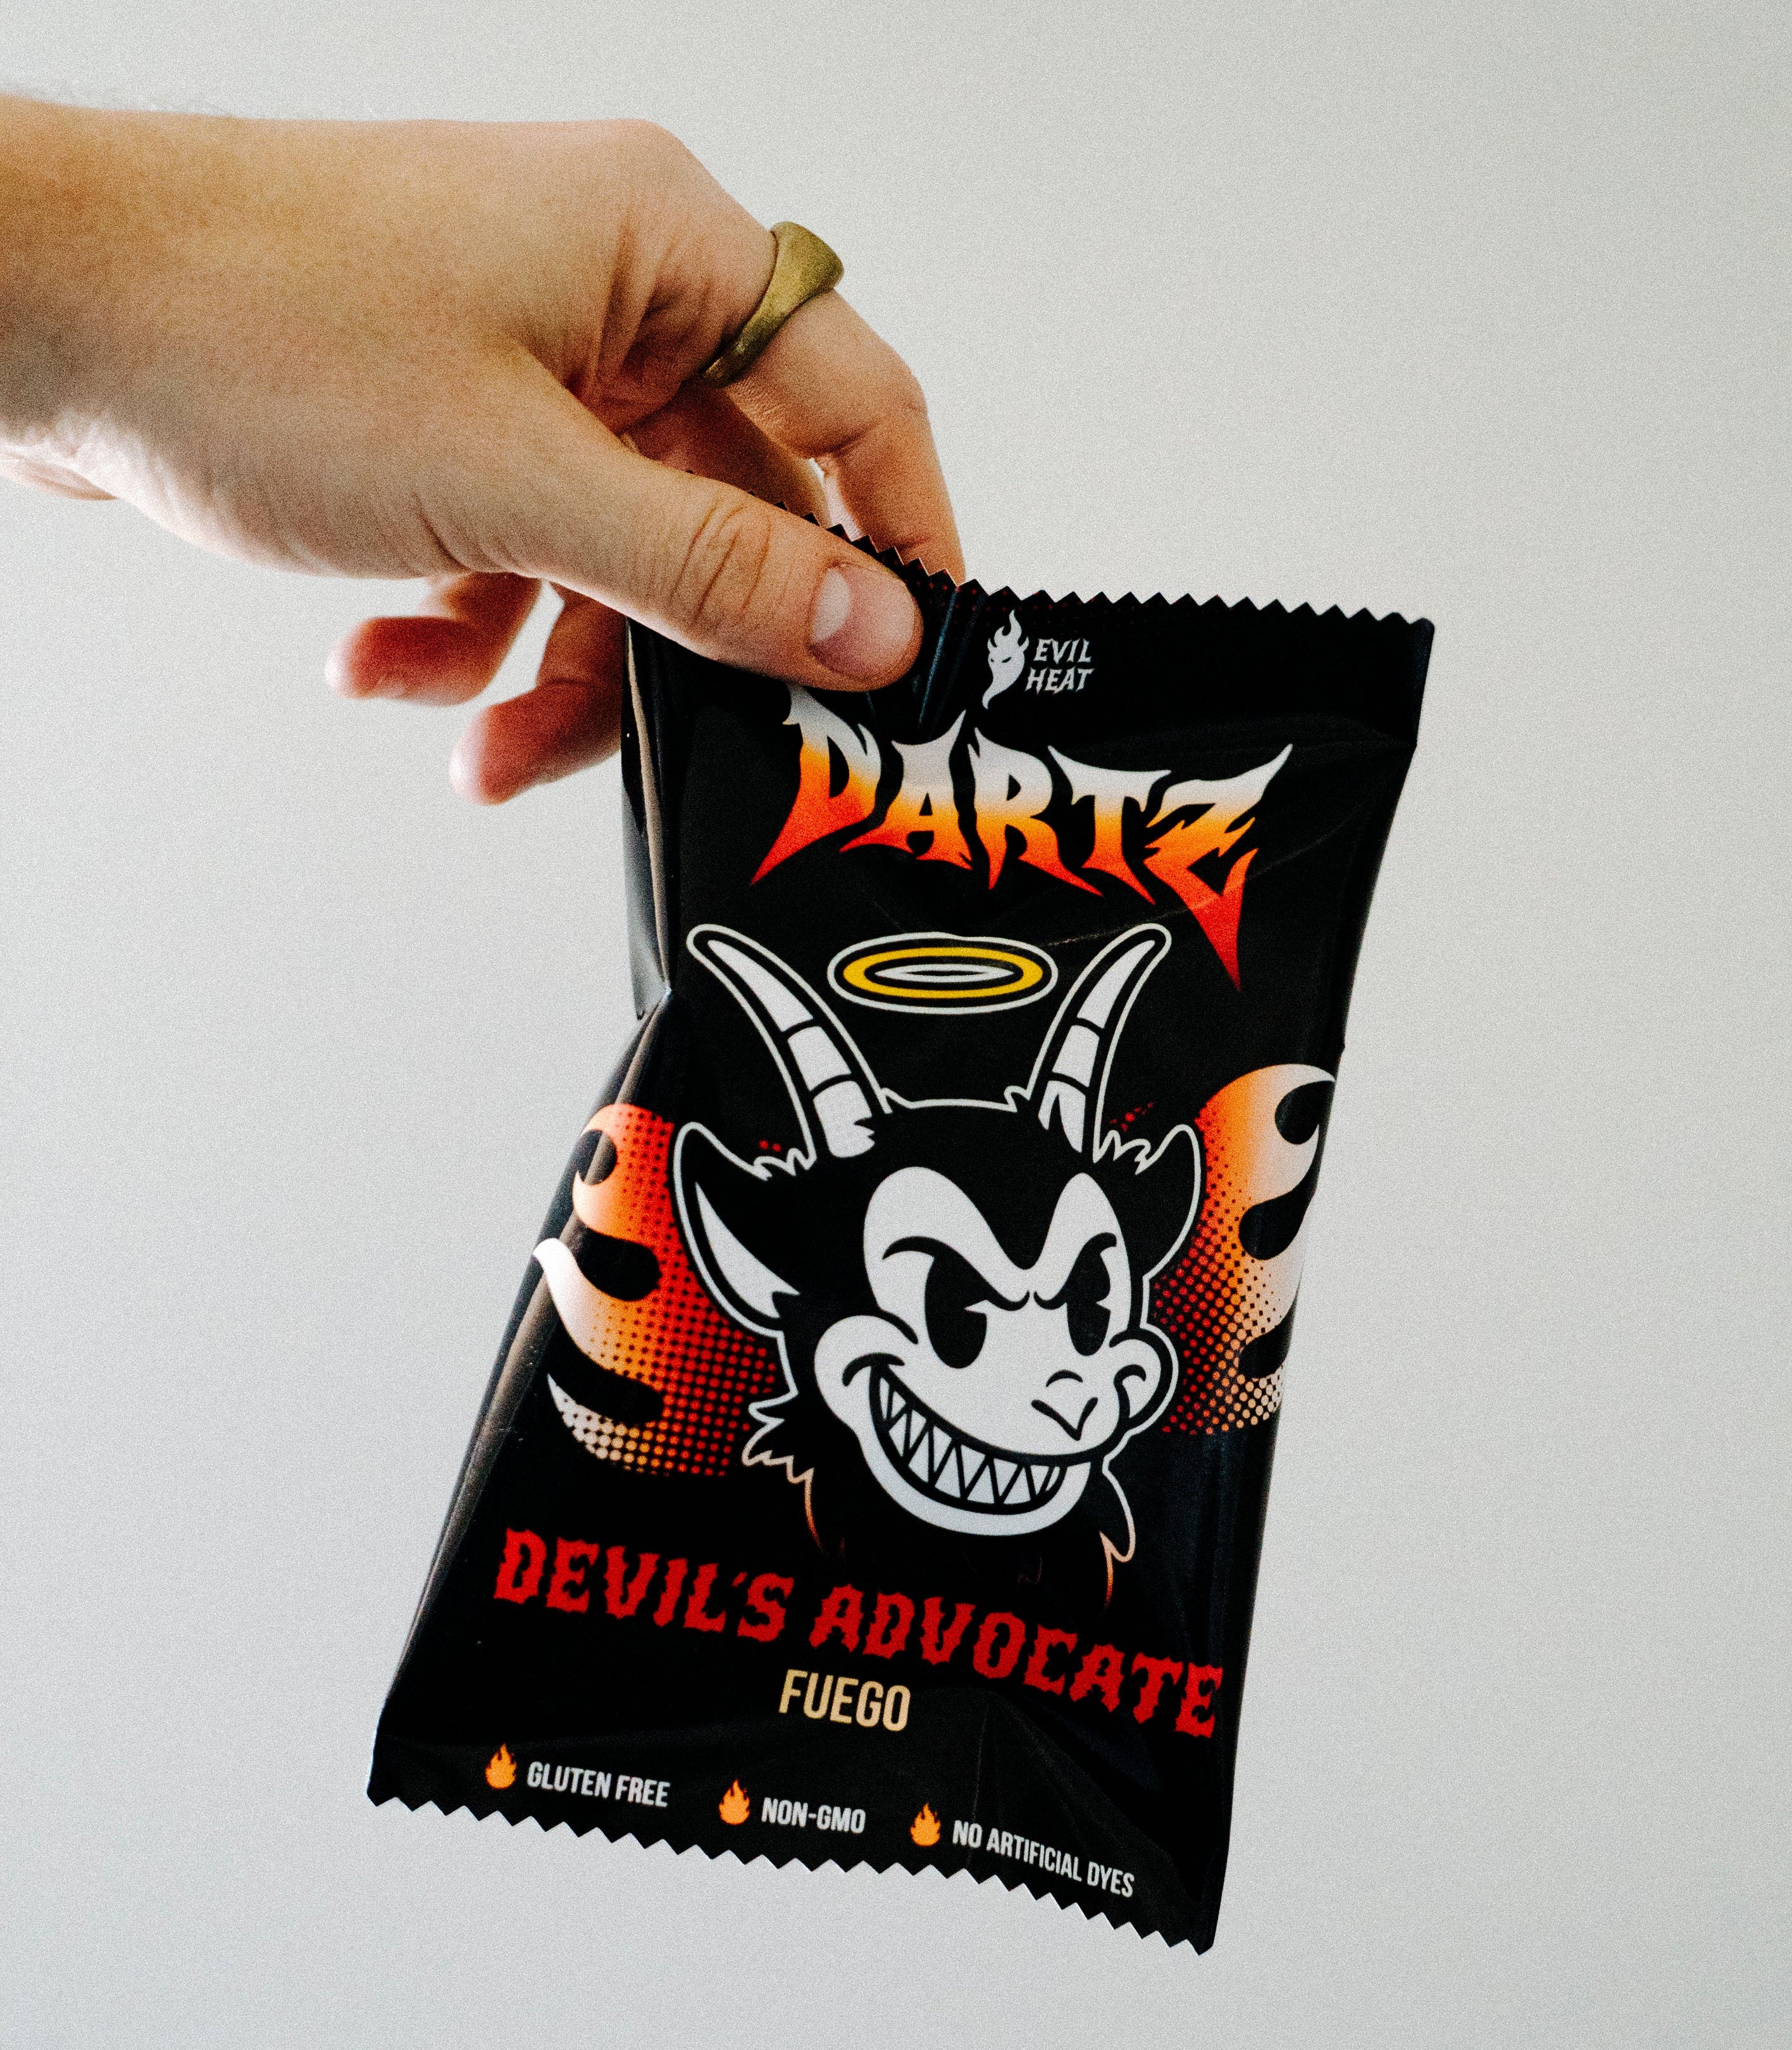 EVIL
HEAT
DARTZ
DEVIL'S ADVOCATE
FUEGO
GLUTEN FREE
NON-GMO
NO ARTIFICIAL DYES